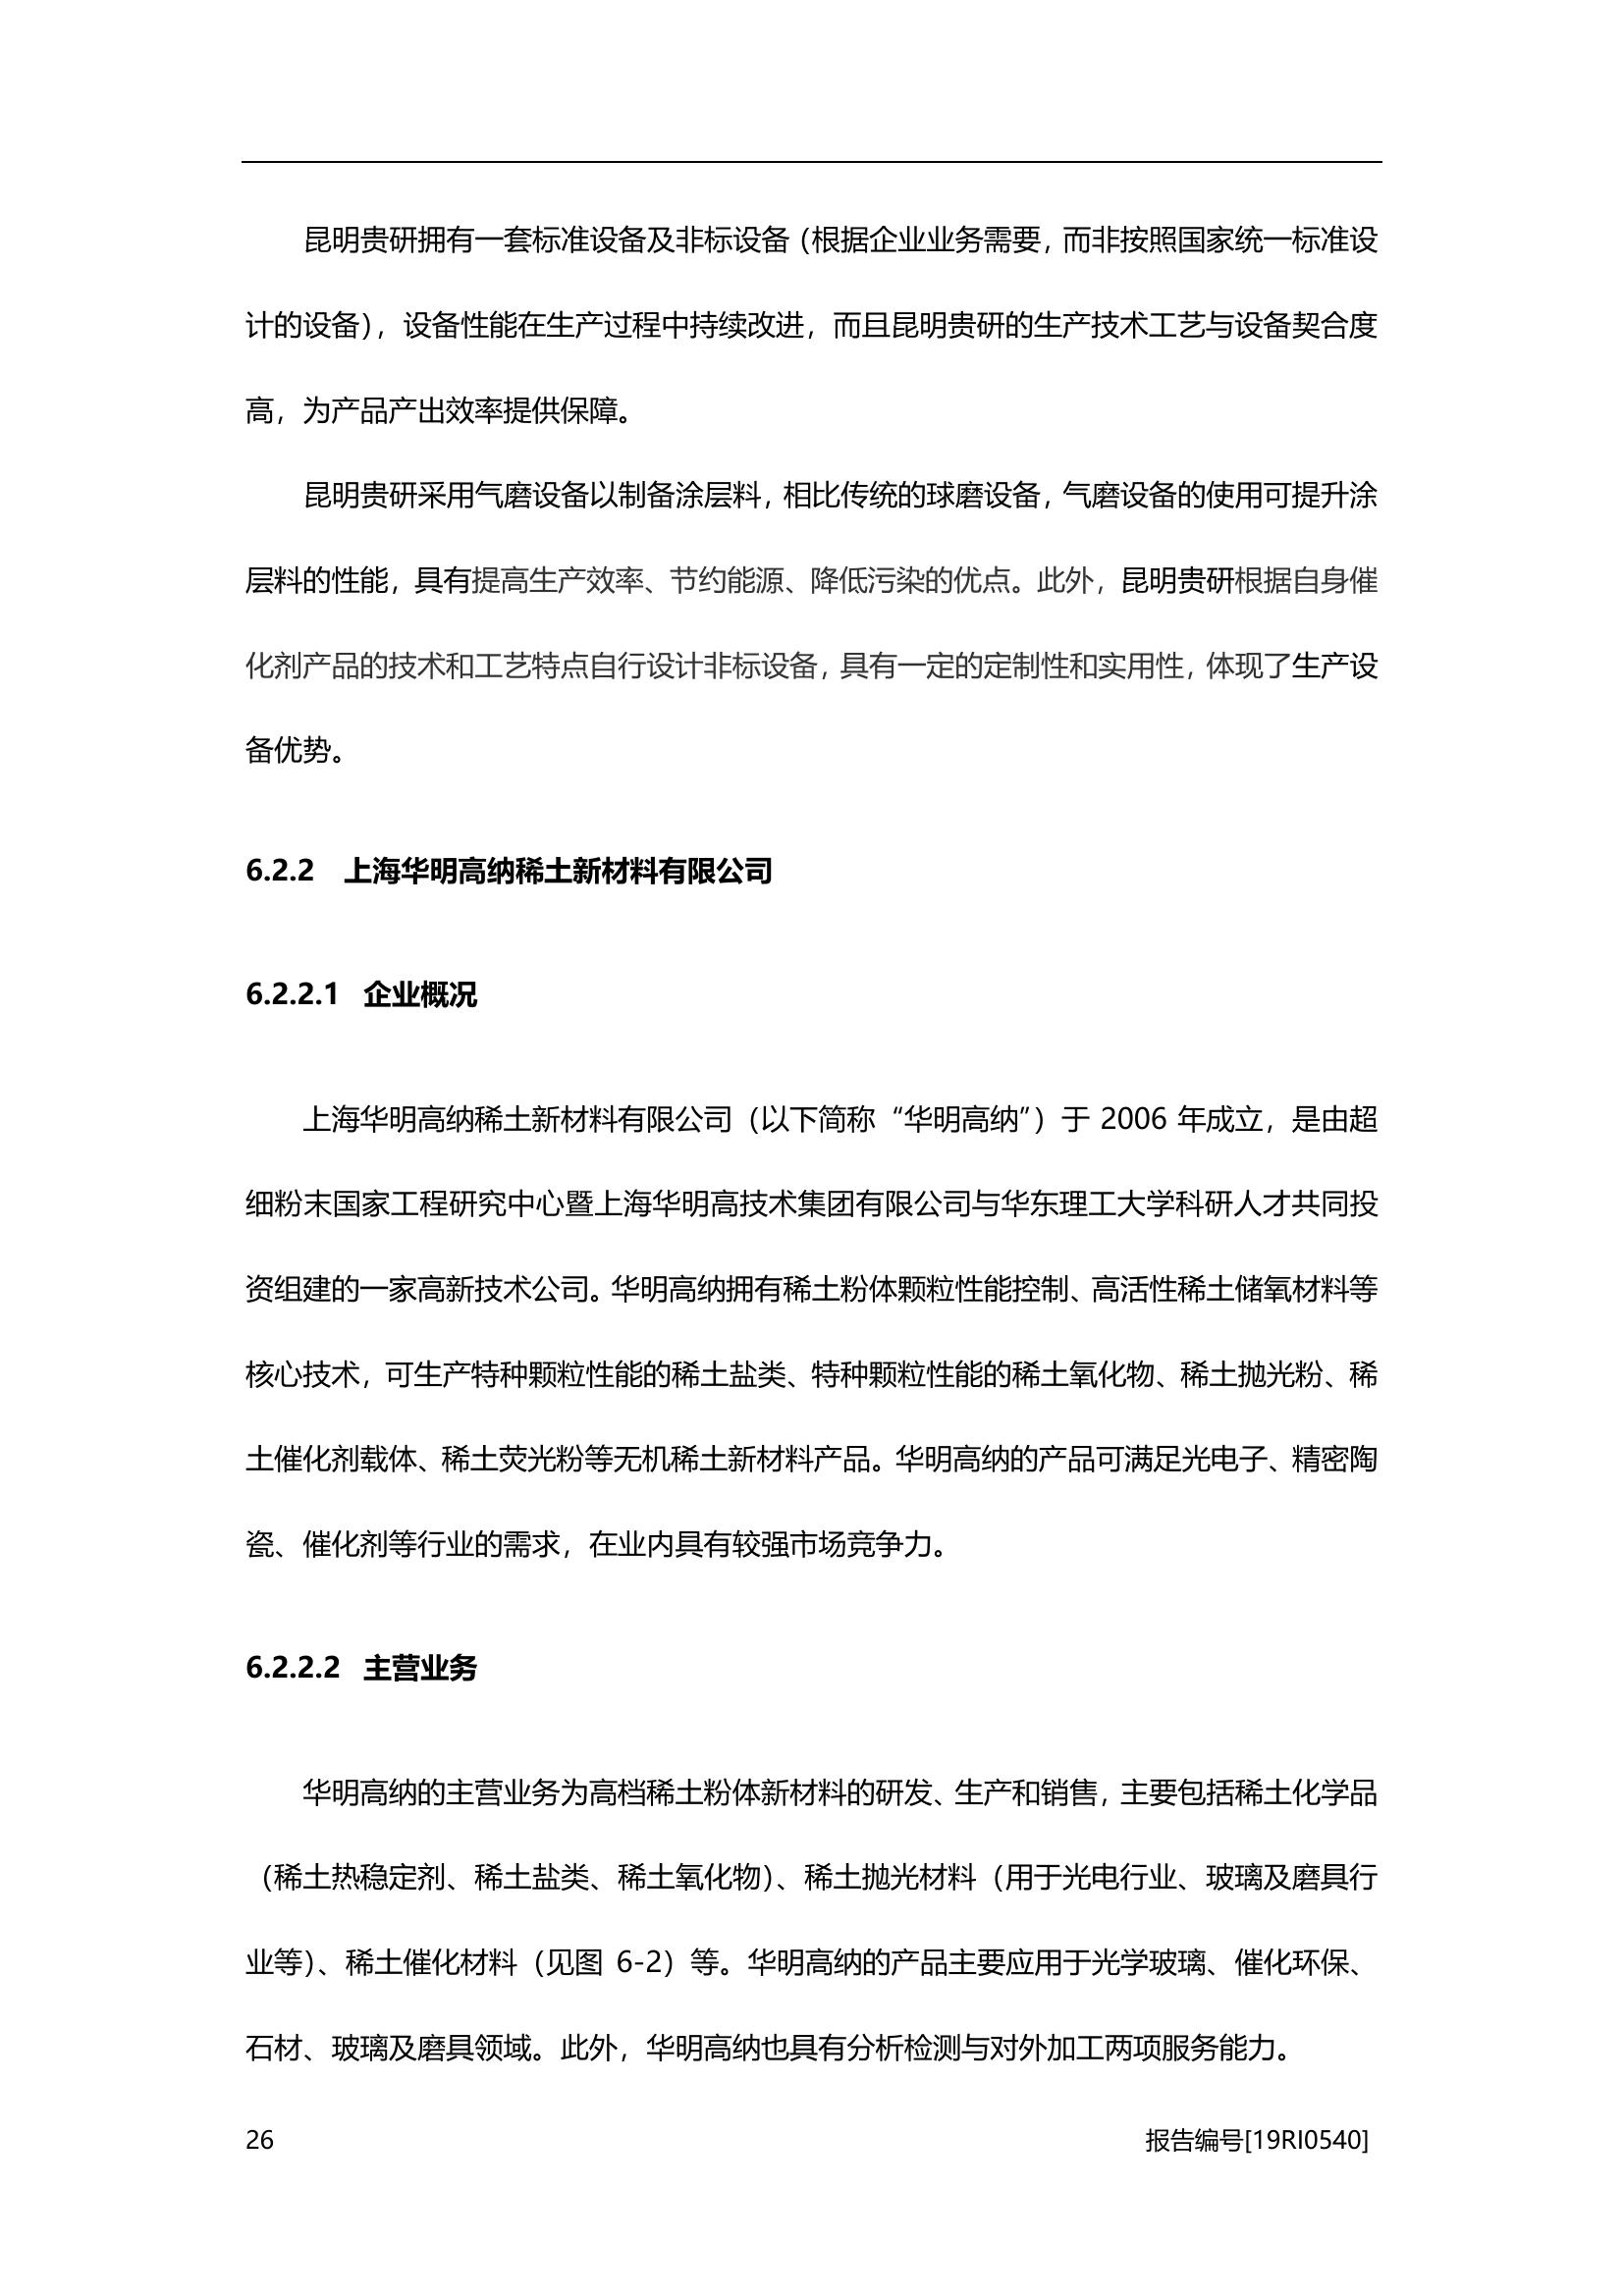 昆明贵研拥有一套标准设备及非标设备（根据企业业务需要，而非按照国家统一标准设
计的设备），设备性能在生产过程中持续改进，而且昆明贵研的生产技术工艺与设备契合度
高，为产品产出效率提供保障。
昆明贵研采用气磨设备以制备涂层料，相比传统的球磨设备，气磨设备的使用可提升涂
层料的性能，具有提高生产效率、节约能源、降低污染的优点。此外，昆明贵研根据自身催
化剂产品的技术和工艺特点自行设计非标设备，具有一定的定制性和实用性，体现了生产设
备优势。
6.2.2 上海华明高纳稀土新材料有限公司
6.2.2.1 企业概况
上海华明高纳稀土新材料有限公司（以下简称“华明高纳”）于 2006 年成立，是由超
细粉末国家工程研究中心暨上海华明高技术集团有限公司与华东理工大学科研人才共同投
资组建的一家高新技术公司。华明高纳拥有稀土粉体颗粒性能控制、高活性稀土储氧材料等
核心技术，可生产特种颗粒性能的稀土盐类、特种颗粒性能的稀土氧化物、稀土抛光粉、稀
土催化剂载体、稀土荧光粉等无机稀土新材料产品。华明高纳的产品可满足光电子、精密陶
瓷、催化剂等行业的需求，在业内具有较强市场竞争力。
6.2.2.2 主营业务
华明高纳的主营业务为高档稀土粉体新材料的研发、生产和销售，主要包括稀土化学品
（稀土热稳定剂、稀土盐类、稀土氧化物）、稀土抛光材料（用于光电行业、玻璃及磨具行
业等）、稀土催化材料（见图 6-2）等。华明高纳的产品主要应用于光学玻璃、催化环保、
石材、玻璃及磨具领域。此外，华明高纳也具有分析检测与对外加工两项服务能力。
26 报告编号[19RI0540]